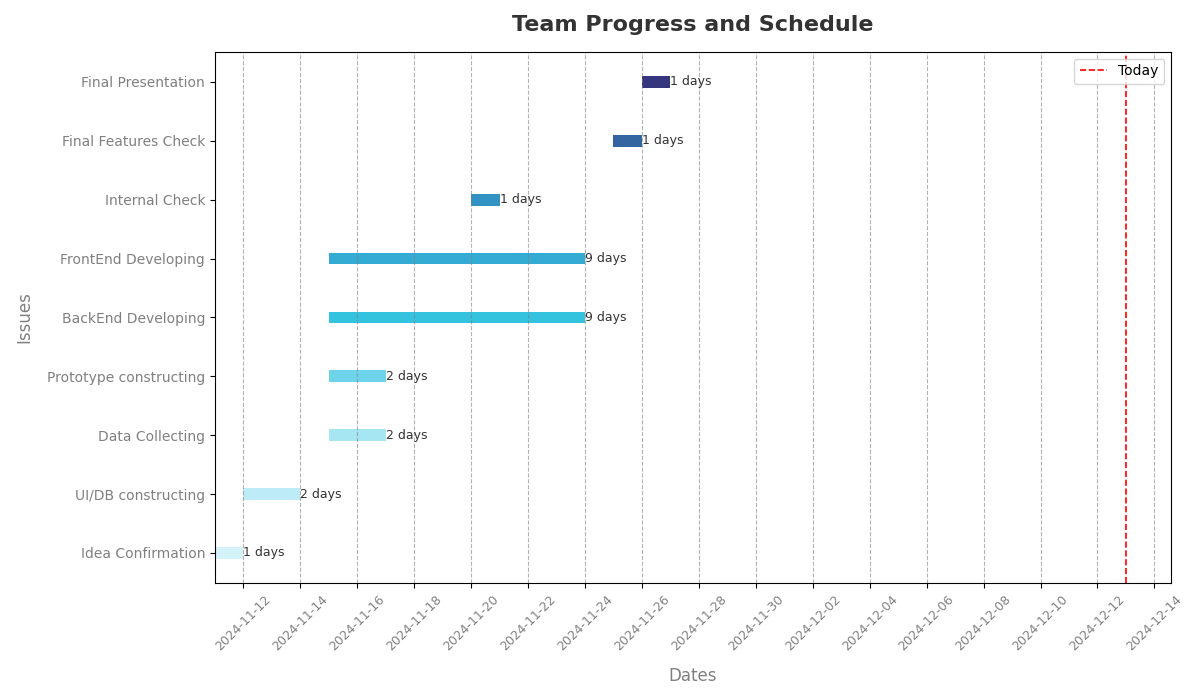 Team Progress and Schedule
Today
Final Presentation 1 days
Final Features Check 1 days
Internal Check 1 days
FrontEnd Developing 9 days
BackEnd Developing 9 days
Prototype constructing 2 days
Data Collecting 2 days
UI/DB constructing 2 days
Idea Confirmation 1 days
Issues
2024-11-12
2024-11-14
2024-11-16
2024-11-18
2024-11-20
2024-11-22
2024-11-24
2024-11-26
2024-11-28
2024-11-30
2024-12-02
2024-12-04
2024-12-06
2024-12-08
2024-12-10
2024-12-12
2024-12-14
Dates